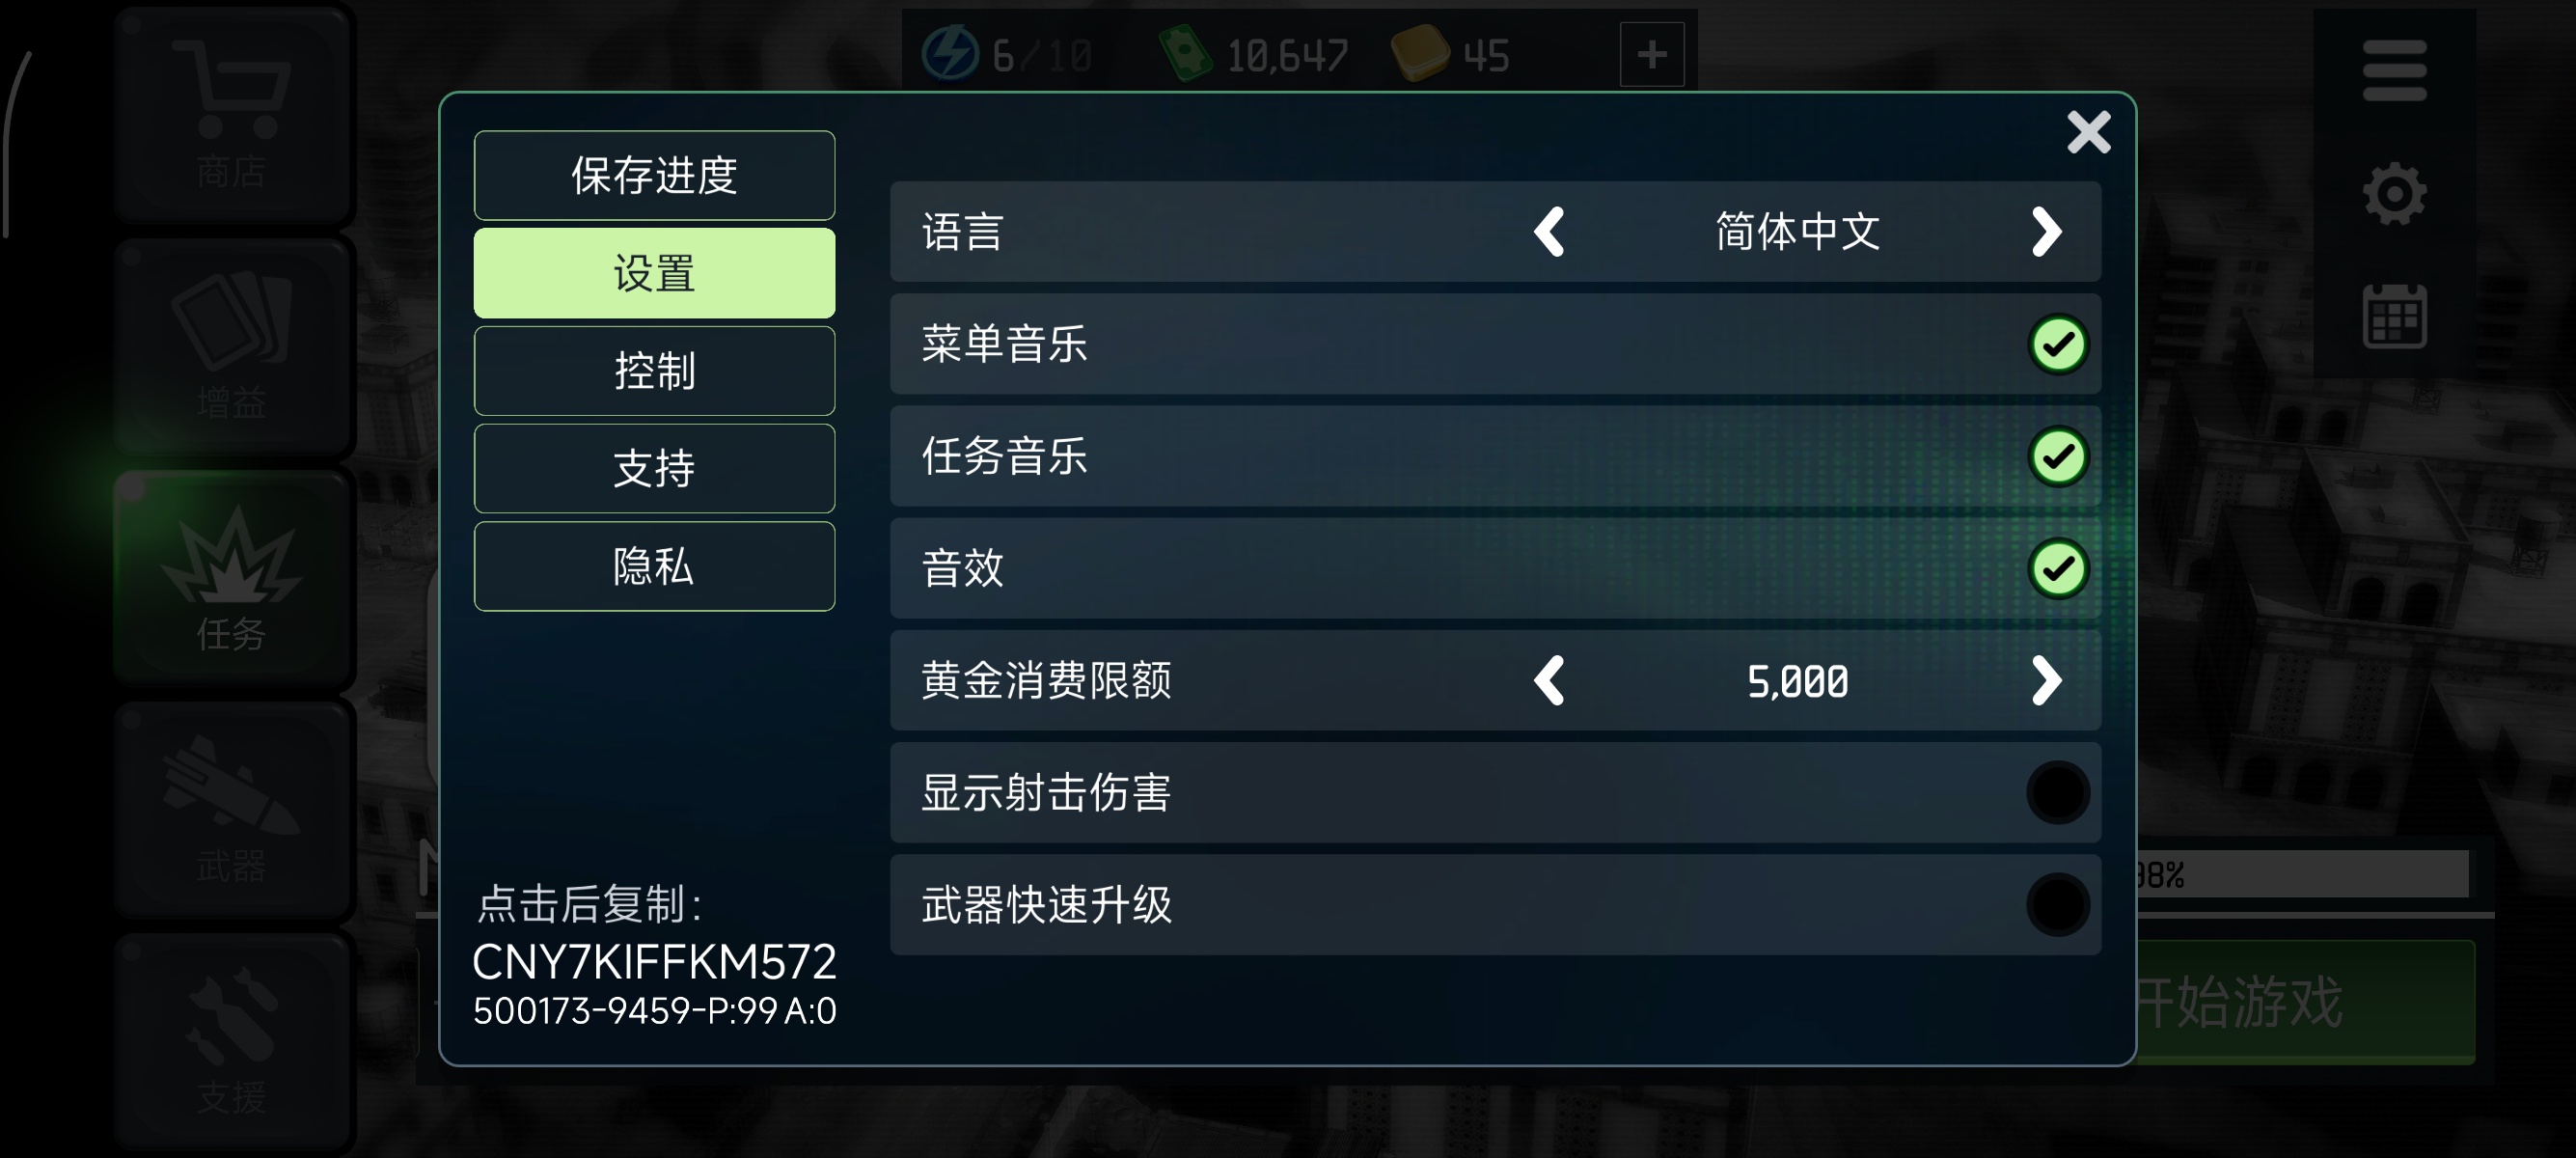 6/10
10,647
45
商店
增益
任务
武器
支援
保存进度
设置
控制
支持
隐私
点击后复制：
CNY7KIFFKM572
500173-9459-P:99 A:0
语言
简体中文
菜单音乐
任务音乐
音效
黄金消费限额
5,000
显示射击伤害
武器快速升级
98%
开始游戏